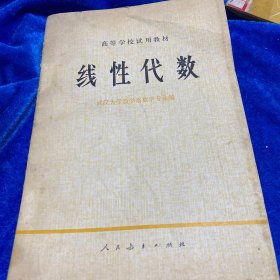 高等学校试用教材
线性代数
武汉大学数学系数学专业编
人民教育出版社